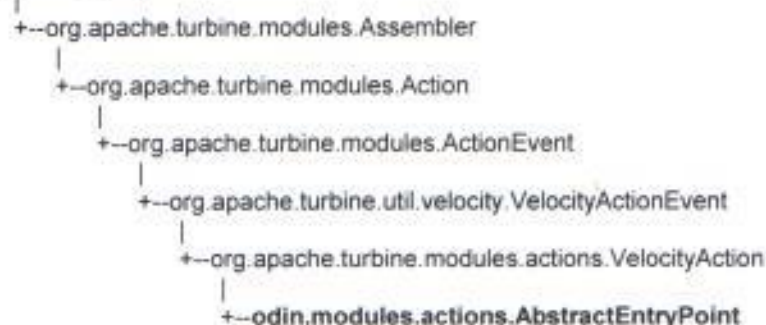 |
+--org.apache.turbine.modules.Assembler
|
+--org.apache.turbine.modules.Action
|
+--org.apache.turbine.modules.ActionEvent
|
+--org.apache.turbine.util.velocity.VelocityActionEvent
|
+--org.apache.turbine.modules.actions.VelocityAction
|
+--odin.modules.actions.AbstractEntryPoint